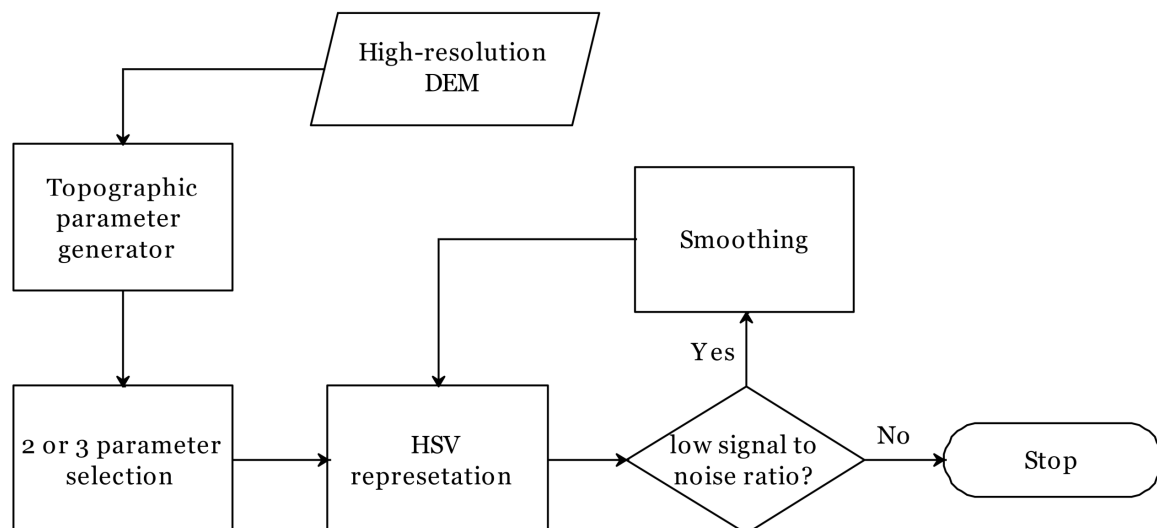 High-resolution
DEM
Topographic
parameter
generator
Smoothing
Yes
2 or 3 parameter
selection
HSV
represetation
low signal to
noise ratio?
No
Stop